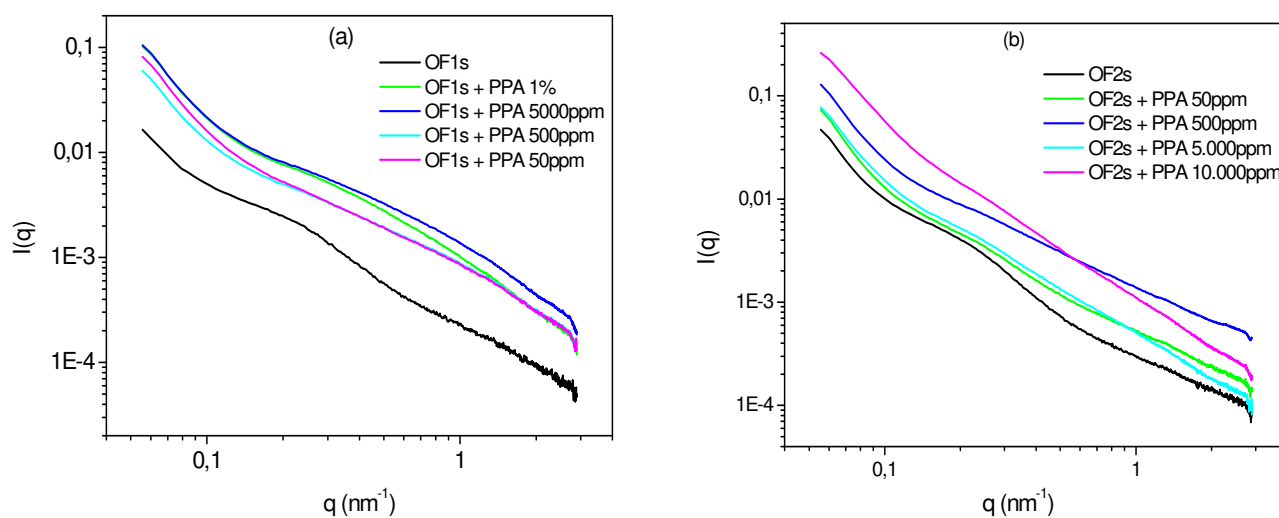 (a)
OF1s
OF1s + PPA 1%
OF1s + PPA 5000ppm
OF1s + PPA 500ppm
OF1s + PPA 50ppm
0,1
0,01
1E-3
1E-4
I(q)
0,1
1
q (nm⁻¹)
(b)
OF2s
OF2s + PPA 50ppm
OF2s + PPA 500ppm
OF2s + PPA 5.000ppm
OF2s + PPA 10.000ppm
0,1
0,01
1E-3
1E-4
I(q)
0,1
1
q (nm⁻¹)